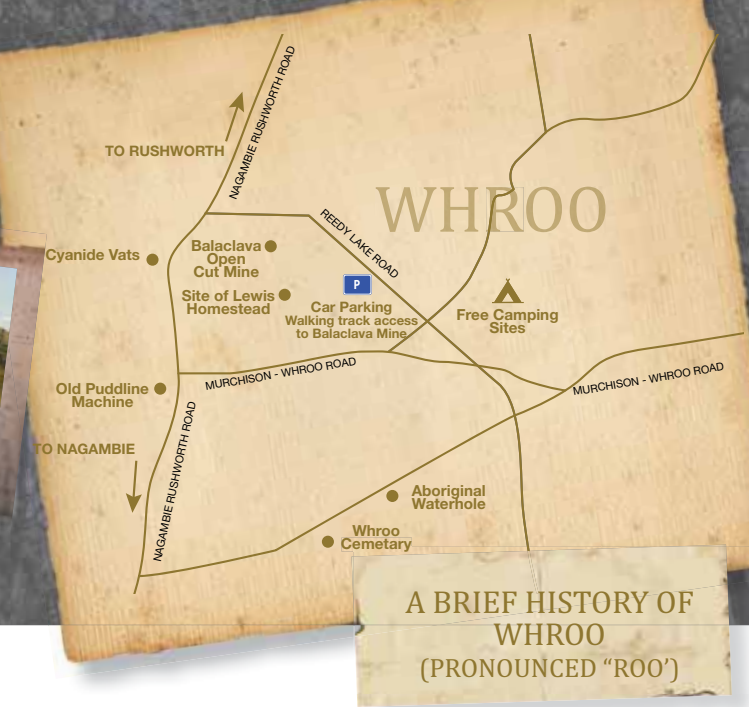 TO RUSHWORTH
NAGAMBIE RUSHWORTH ROAD
WHROO
REEDY LAKE ROAD
Cyanide Vats
Balaclava
Open
Cut Mine
Site of Lewis
Homestead
P
Car Parking
Walking track access
to Balaclava Mine
Free Camping
Sites
MURCHISON - WHROO ROAD
MURCHISON - WHROO ROAD
Old Puddline
Machine
TO NAGAMBIE
NAGAMBIE RUSHWORTH ROAD
Aboriginal
Waterhole
Whroo
Cemetary
A BRIEF HISTORY OF
WHROO
(PRONOUNCED “ROO’)